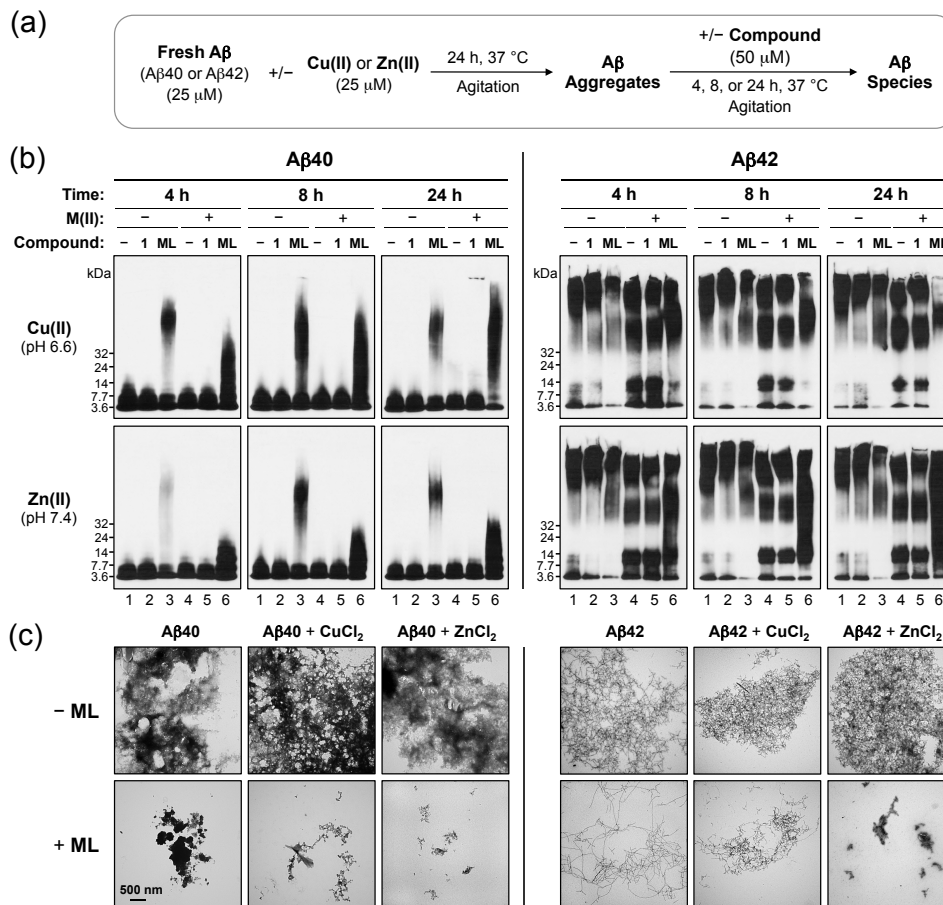 (a)
Fresh Aβ
(Aβ40 or Aβ42)
(25 μM)
+/−
Cu(II) or Zn(II)
(25 μM)
24 h, 37 °C
Agitation
Aβ
Aggregates
+/− Compound
(50 μM)
4, 8, or 24 h, 37 °C
Agitation
Aβ
Species
(b)
Aβ40 Aβ42
Time: 4 h 8 h 24 h 4 h 8 h 24 h
M(II): − + − + − + − + − + − +
Compound: − 1 ML − 1 ML − 1 ML − 1 ML − 1 ML − 1 ML − 1 ML − 1 ML − 1 ML − 1 ML − 1 ML − 1 ML
kDa kDa
Cu(II)
(pH 6.6)
32 32
24 24
14 14
7.7 7.7
3.6 3.6
Zn(II)
(pH 7.4)
32 32
24 24
14 14
7.7 7.7
3.6 3.6
1 2 3 4 5 6 1 2 3 4 5 6 1 2 3 4 5 6 1 2 3 4 5 6 1 2 3 4 5 6 1 2 3 4 5 6
(c)
Aβ40 Aβ40 + CuCl₂ Aβ40 + ZnCl₂ Aβ42 Aβ42 + CuCl₂ Aβ42 + ZnCl₂
− ML
+ ML
500 nm